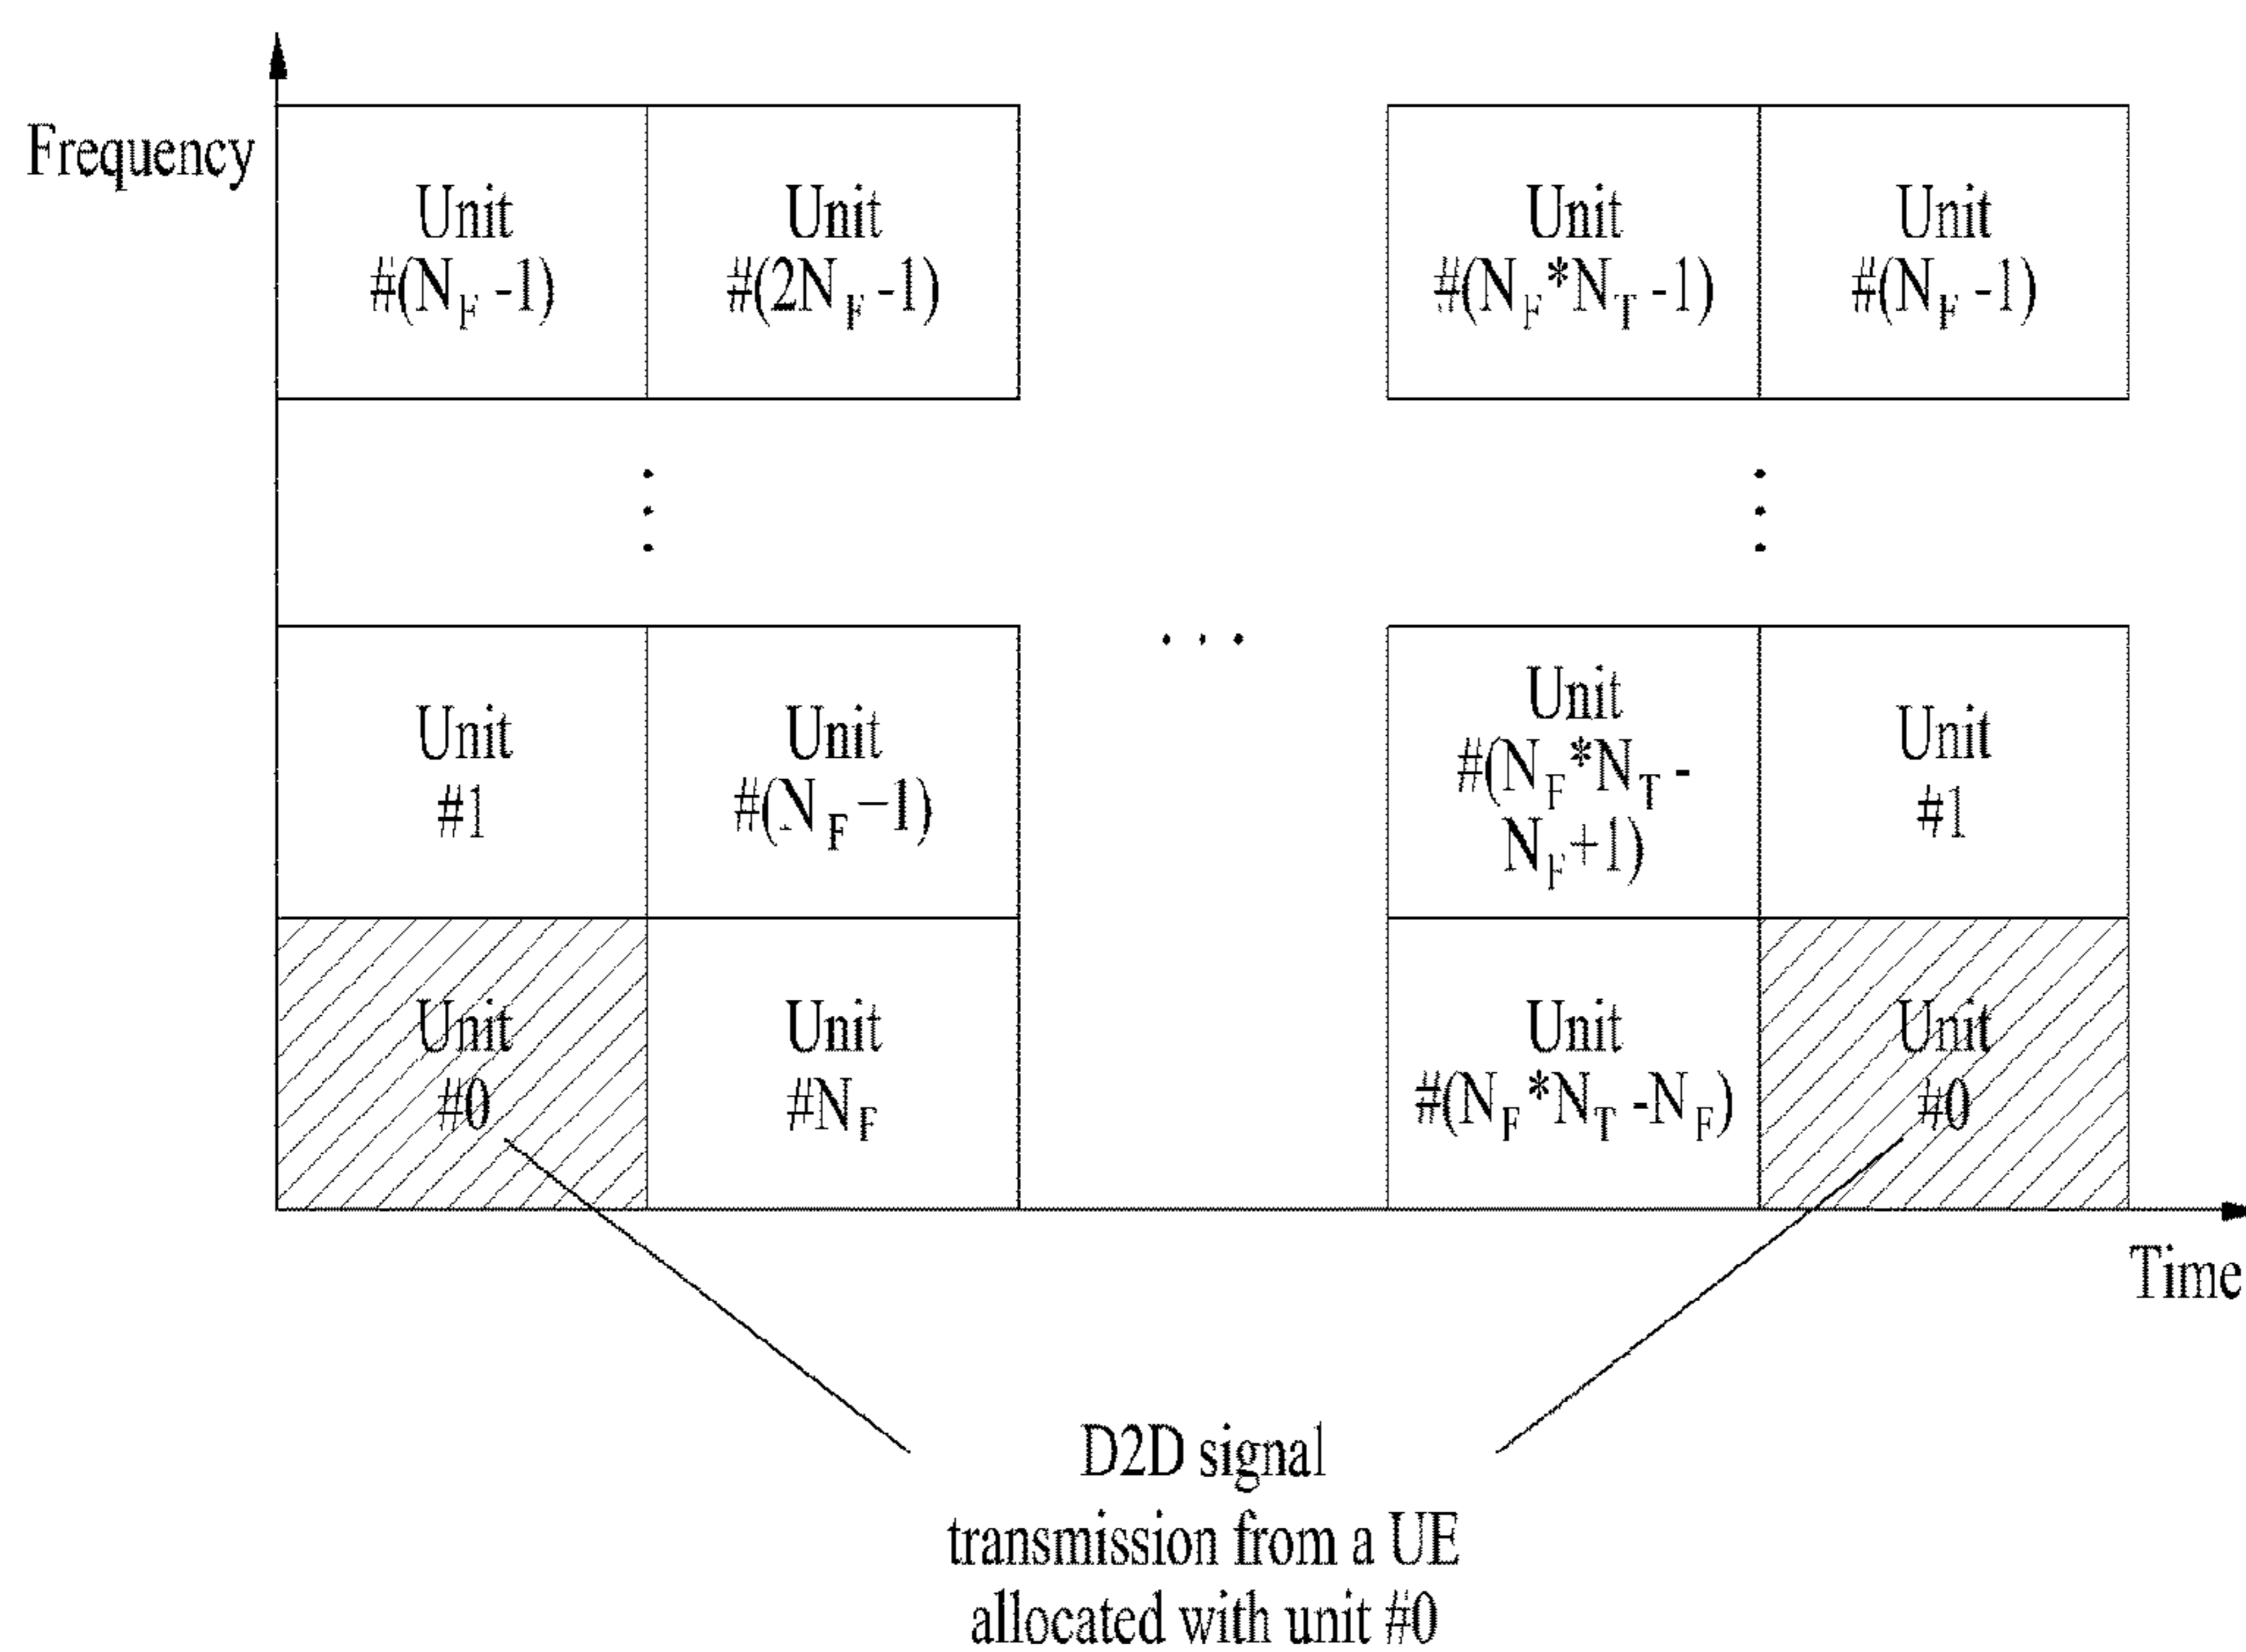 Frequency
Unit
#(N_F -1)
Unit
#(2N_F -1)
Unit
#(N_F*N_T -1)
Unit
#(N_F -1)
Unit
#1
Unit
#(N_F -1)
. . .
Unit
#(N_F*N_T -
N_F+1)
Unit
#1
Unit
#0
Unit
#N_F
Unit
#(N_F*N_T -N_F)
Unit
#0
Time
D2D signal
transmission from a UE
allocated with unit #0